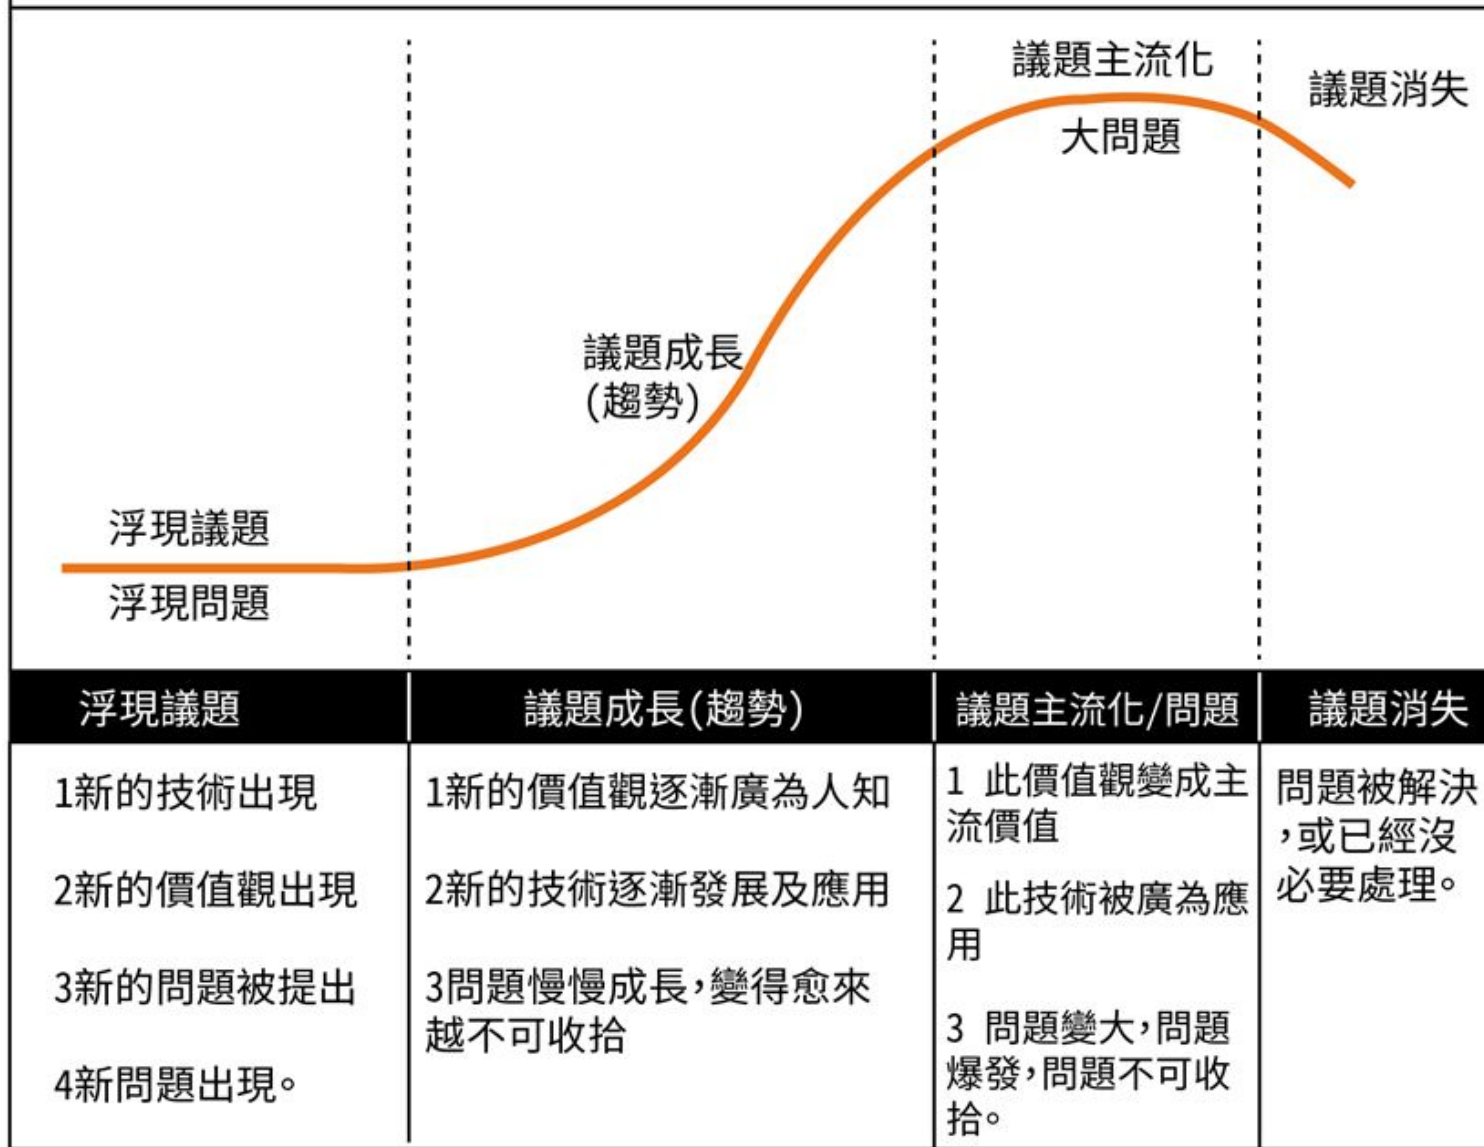 議題主流化
大問題
議題消失
議題成長
(趨勢)
浮現議題
浮現問題
浮現議題
議題成長(趨勢)
議題主流化/問題
議題消失
1新的技術出現
2新的價值觀出現
3新的問題被提出
4新問題出現。
1新的價值觀逐漸廣為人知
2新的技術逐漸發展及應用
3問題慢慢成長,變得愈來
越不可收拾
1 此價值觀變成主
流價值
2 此技術被廣為應
用
3 問題變大,問題
爆發,問題不可收
拾。
問題被解決
,或已經沒
必要處理。